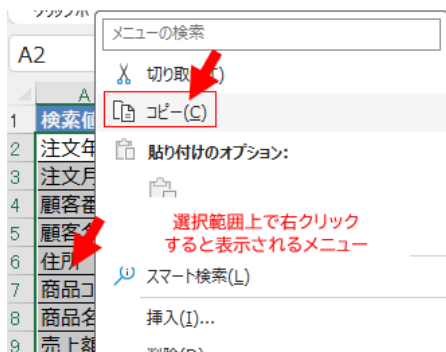 メニューの検索
A2
切り取
コピー(C)
A
1 検索値
貼り付けのオプション:
2 注文年
3 注文月
4 顧客番
選択範囲上で右クリック
すると表示されるメニュー
5 顧客
6 住所
スマート検索(L)
7 商品コ
8 商品名
挿入(I)...
9 売上額